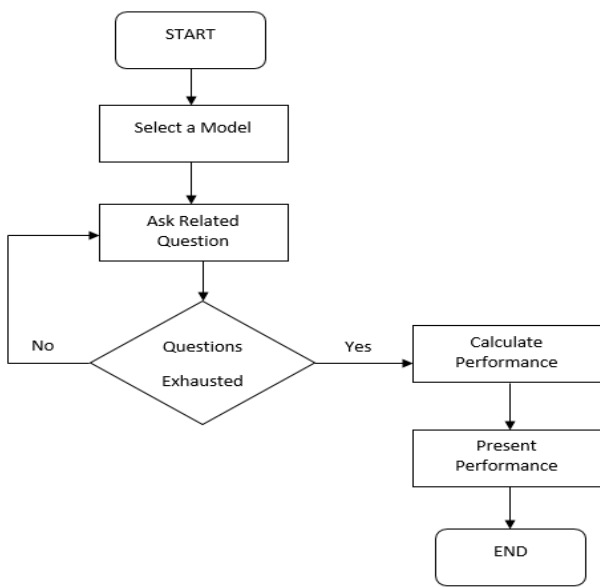 START
Select a Model
Ask Related
Question
No
Questions
Exhausted
Yes
Calculate
Performance
Present
Performance
END